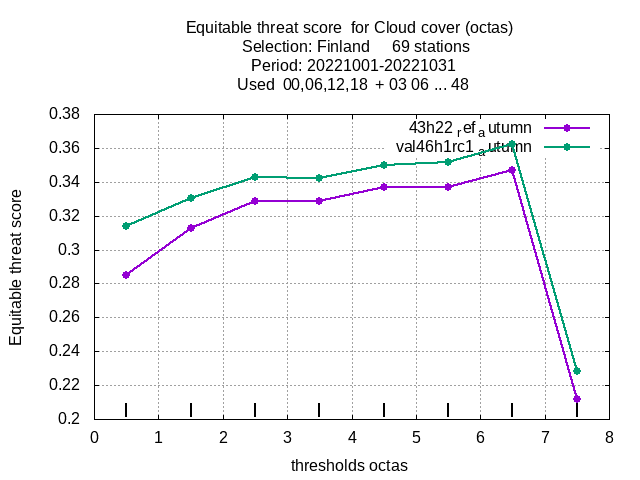 Equitable threat score  for Cloud cover (octas)
Selection: Finland     69 stations
Period: 20221001-20221031
Used  00,06,12,18  + 03 06 ... 48
43h22 ref autumn
val46h1rc1 autumn
Equitable threat score
0.38
0.36
0.34
0.32
0.3
0.28
0.26
0.24
0.22
0.2
0 1 2 3 4 5 6 7 8
thresholds octas